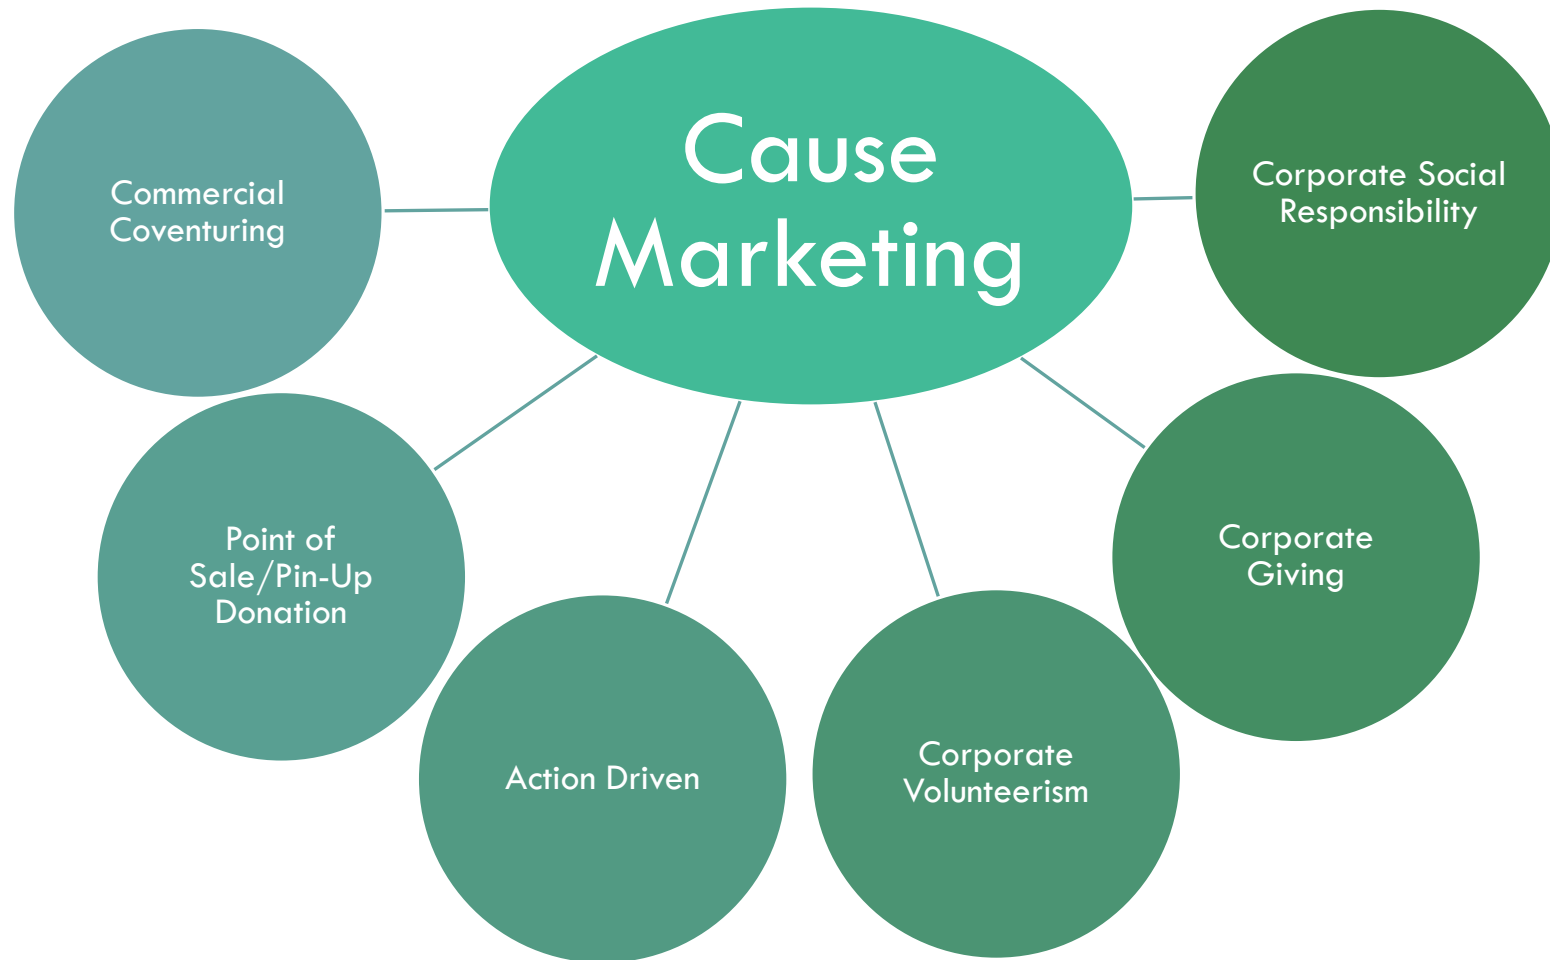 Cause
Marketing
Commercial
Coventuring
Point of
Sale/Pin-Up
Donation
Action Driven
Corporate
Volunteerism
Corporate
Giving
Corporate Social
Responsibility